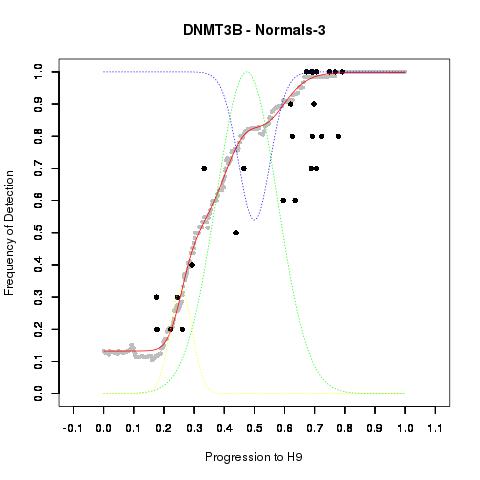 DNMT3B - Normals-3
Frequency of Detection
1.0
0.9
0.8
0.7
0.6
0.5
0.4
0.3
0.2
0.1
0.0
-0.1 0.0 0.1 0.2 0.3 0.4 0.5 0.6 0.7 0.8 0.9 1.0 1.1
Progression to H9